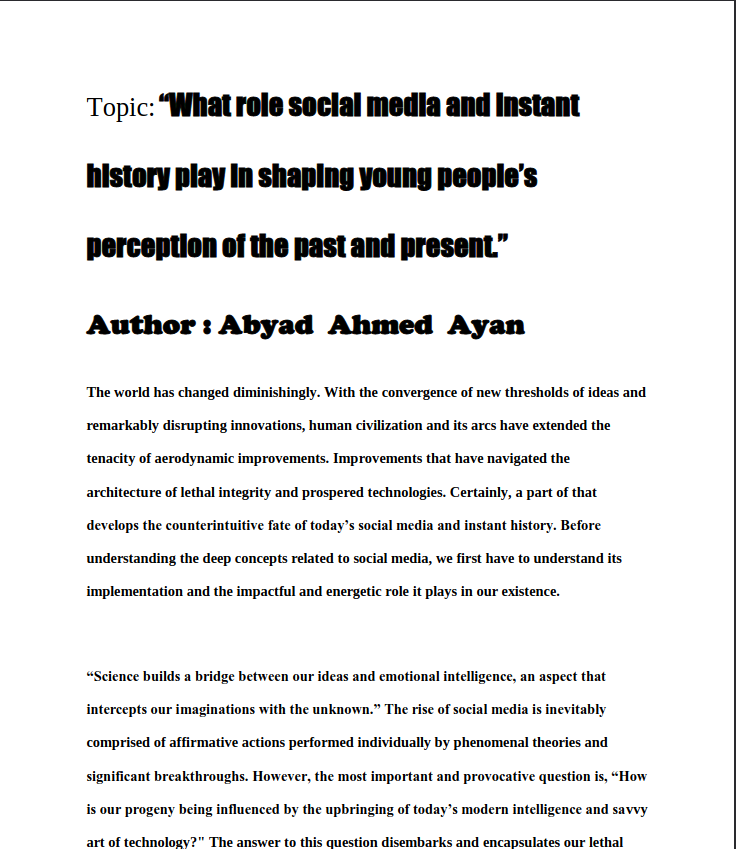 Topic: “What role social media and instant
history play in shaping young people’s
perception of the past and present.”
Author : Abyad Ahmed Ayan
The world has changed diminishingly. With the convergence of new thresholds of ideas and
remarkably disrupting innovations, human civilization and its arcs have extended the
tenacity of aerodynamic improvements. Improvements that have navigated the
architecture of lethal integrity and prospered technologies. Certainly, a part of that
develops the counterintuitive fate of today’s social media and instant history. Before
understanding the deep concepts related to social media, we first have to understand its
implementation and the impactful and energetic role it plays in our existence.
“Science builds a bridge between our ideas and emotional intelligence, an aspect that
intercepts our imaginations with the unknown.” The rise of social media is inevitably
comprised of affirmative actions performed individually by phenomenal theories and
significant breakthroughs. However, the most important and provocative question is, “How
is our progeny being influenced by the upbringing of today’s modern intelligence and savvy
art of technology?" The answer to this question disembarks and encapsulates our lethal